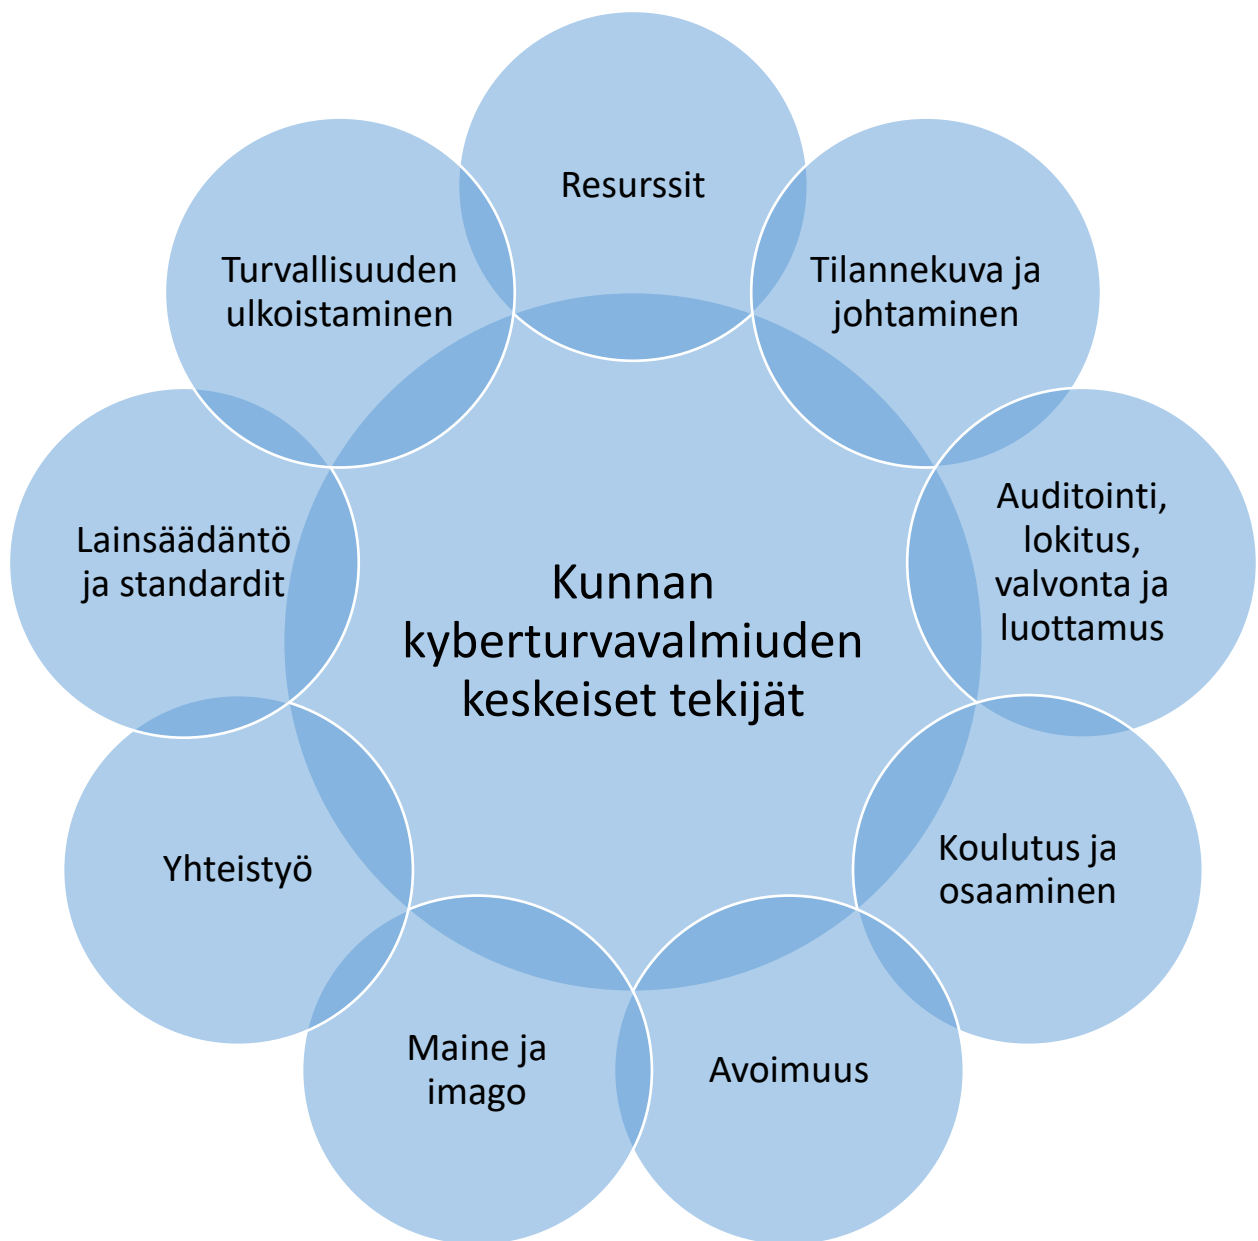 Resurssit
Tilannekuva ja
johtaminen
Auditointi,
lokitus,
valvonta ja
luottamus
Koulutus ja
osaaminen
Avoimuus
Maine ja
imago
Yhteistyö
Lainsäädäntö
ja standardit
Turvallisuuden
ulkoistaminen
Kunnan
kyberturvavalmiuden
keskeiset tekijät